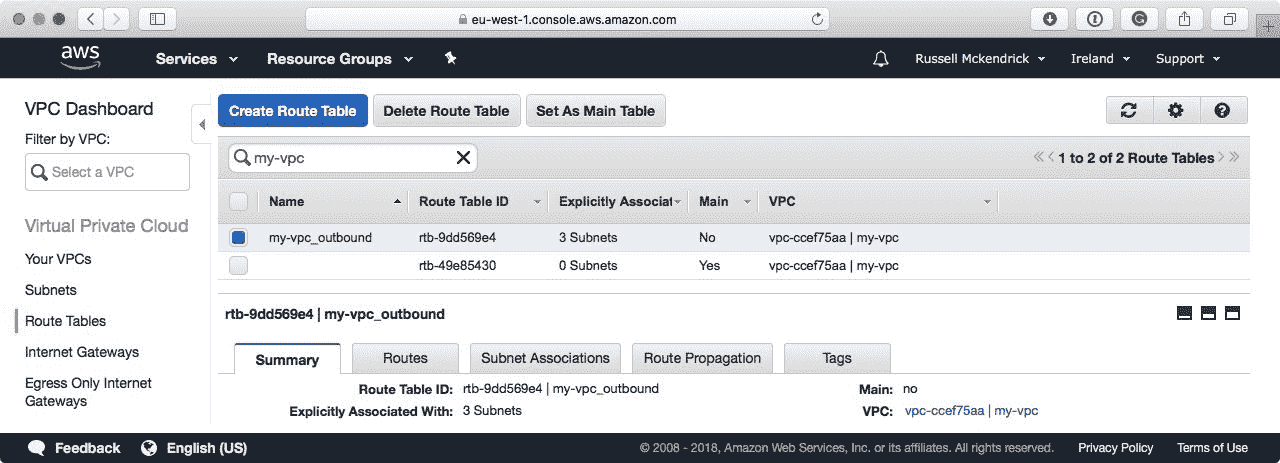 eu-west-1.console.aws.amazon.com
aws Services Resource Groups Russell Mckendrick Ireland Support
VPC Dashboard
Filter by VPC:
Select a VPC
Virtual Private Cloud
Your VPCs
Subnets
Route Tables
Internet Gateways
Egress Only Internet
Gateways
Create Route Table Delete Route Table Set As Main Table
my-vpc 1 to 2 of 2 Route Tables
Name Route Table ID Explicitly Associat Main VPC
my-vpc_outbound rtb-9dd569e4 3 Subnets No vpc-ccef75aa | my-vpc
rtb-49e85430 0 Subnets Yes vpc-ccef75aa | my-vpc
rtb-9dd569e4 | my-vpc_outbound
Summary Routes Subnet Associations Route Propagation Tags
Route Table ID: rtb-9dd569e4 | my-vpc_outbound Main: no
Explicitly Associated With: 3 Subnets VPC: vpc-ccef75aa | my-vpc
Feedback English (US) © 2008 - 2018, Amazon Web Services, Inc. or its affiliates. All rights reserved. Privacy Policy Terms of Use